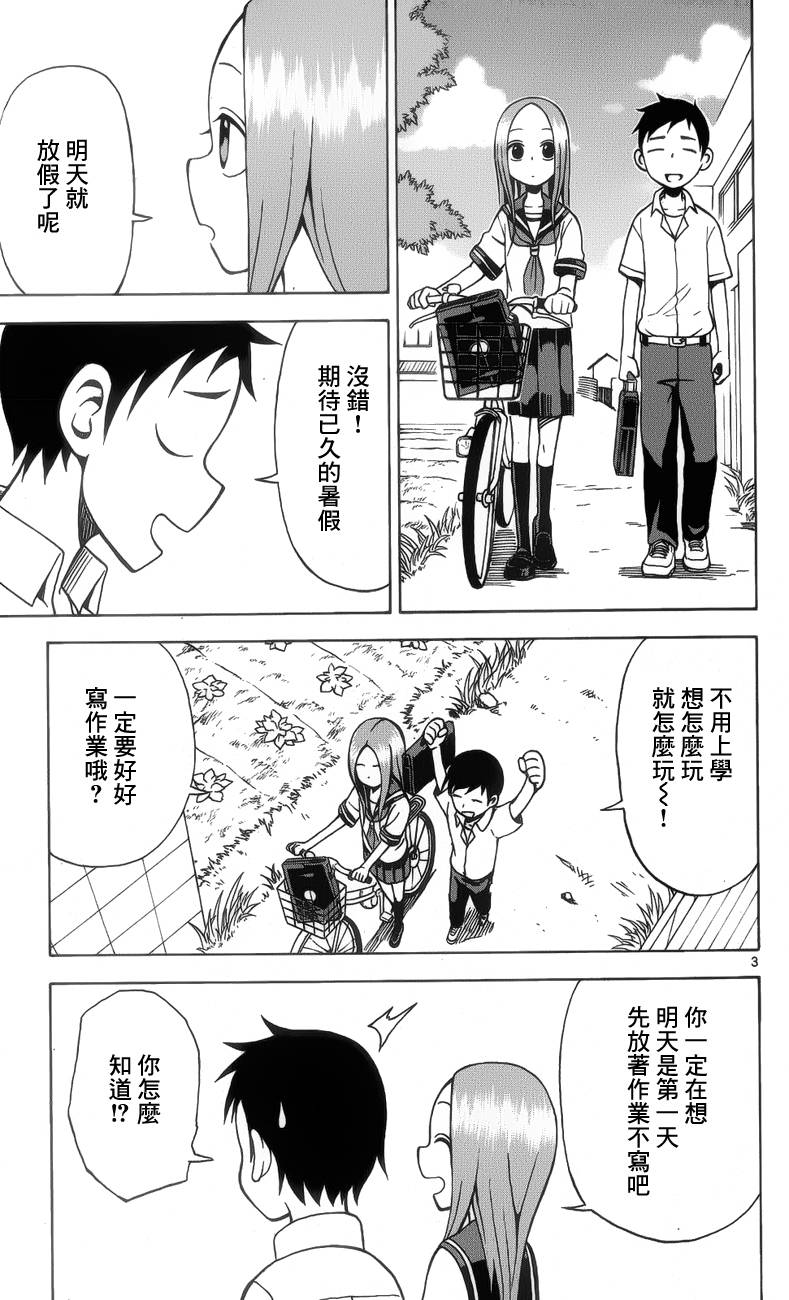 明天就
放假了呢
沒錯！
期待已久的暑假
不用上學
想怎麼玩
就怎麼玩～！
一定要好好
寫作業哦？
3
你一定在想
明天是第一天
先放著作業不寫吧
你怎麼
知道!?